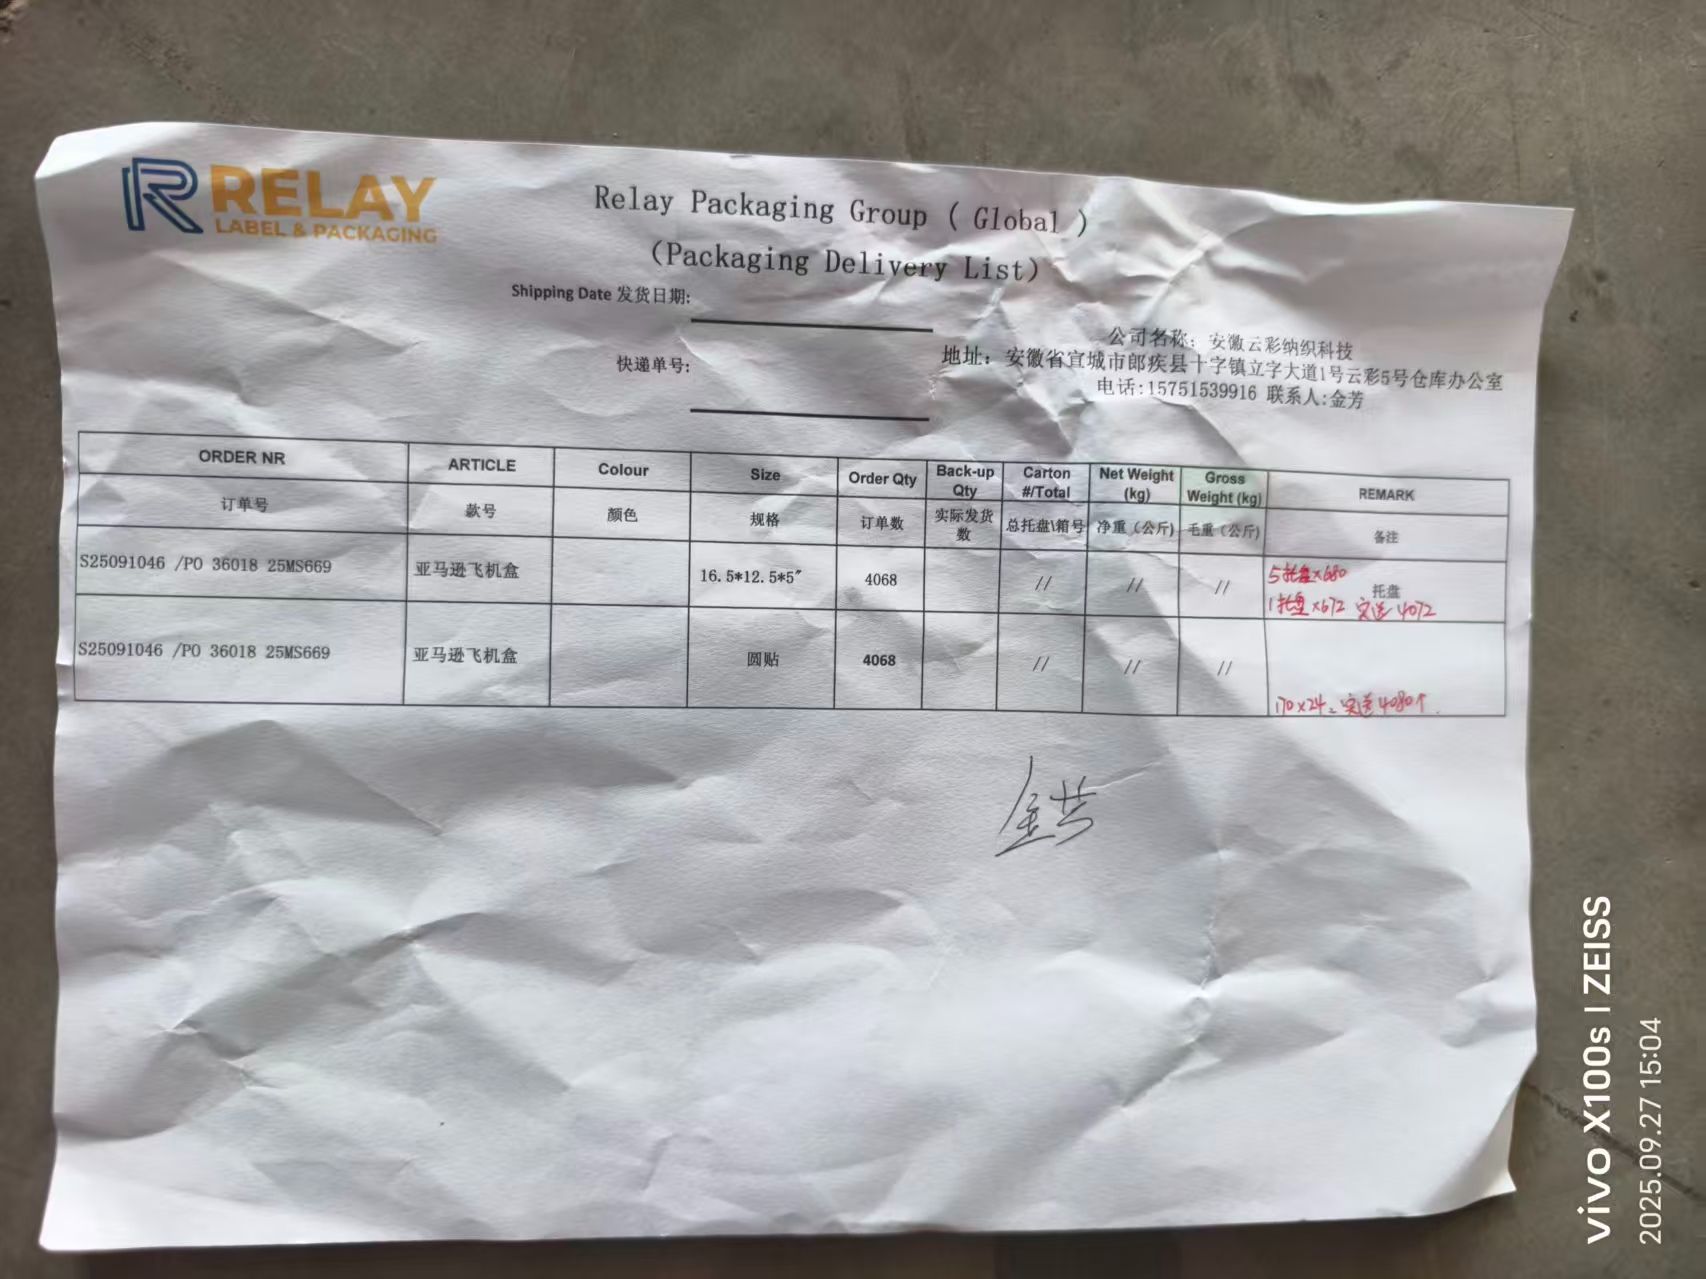 R RELAY
LABEL & PACKAGING
Relay Packaging Group ( Global )
(Packaging Delivery List)
Shipping Date 发货日期:
快递单号:
公司名称: 安徽云彩纳织科技
地址: 安徽省宣城市郎疾县十字镇立字大道1号云彩5号仓库办公室
电话:15751539916 联系人:金芳
ORDER NR ARTICLE Colour Size Order Qty Back-up Qty Carton #/Total Net Weight (kg) Gross Weight (kg) REMARK
订单号 款号 颜色 规格 订单数 实际发货数 总托盘\箱号 净重（公斤） 毛重（公斤） 备注
S25091046 /PO 36018 25MS669 亚马逊飞机盒 16.5*12.5*5″ 4068 // // // 托盘
5托盘×680
1托盘×672 实送 4072
S25091046 /PO 36018 25MS669 亚马逊飞机盒 圆贴 4068 // // //
170×24 实送4080个.
vivo X100s | ZEISS
2025.09.27 15:04